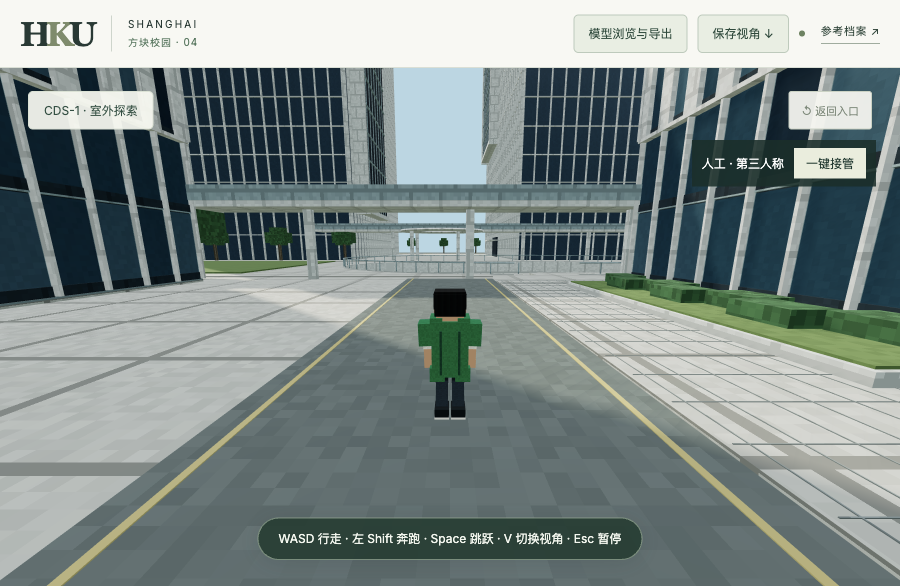 HKU
SHANGHAI
方块校园 · 04
模型浏览与导出
保存视角 ↓
参考档案 ↗
CDS-1 · 室外探索
↺ 返回入口
人工 · 第三人称
一键接管
WASD 行走 · 左 Shift 奔跑 · Space 跳跃 · V 切换视角 · Esc 暂停